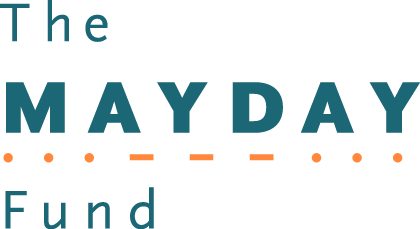 The
MAYDAY
... --- ...
Fund